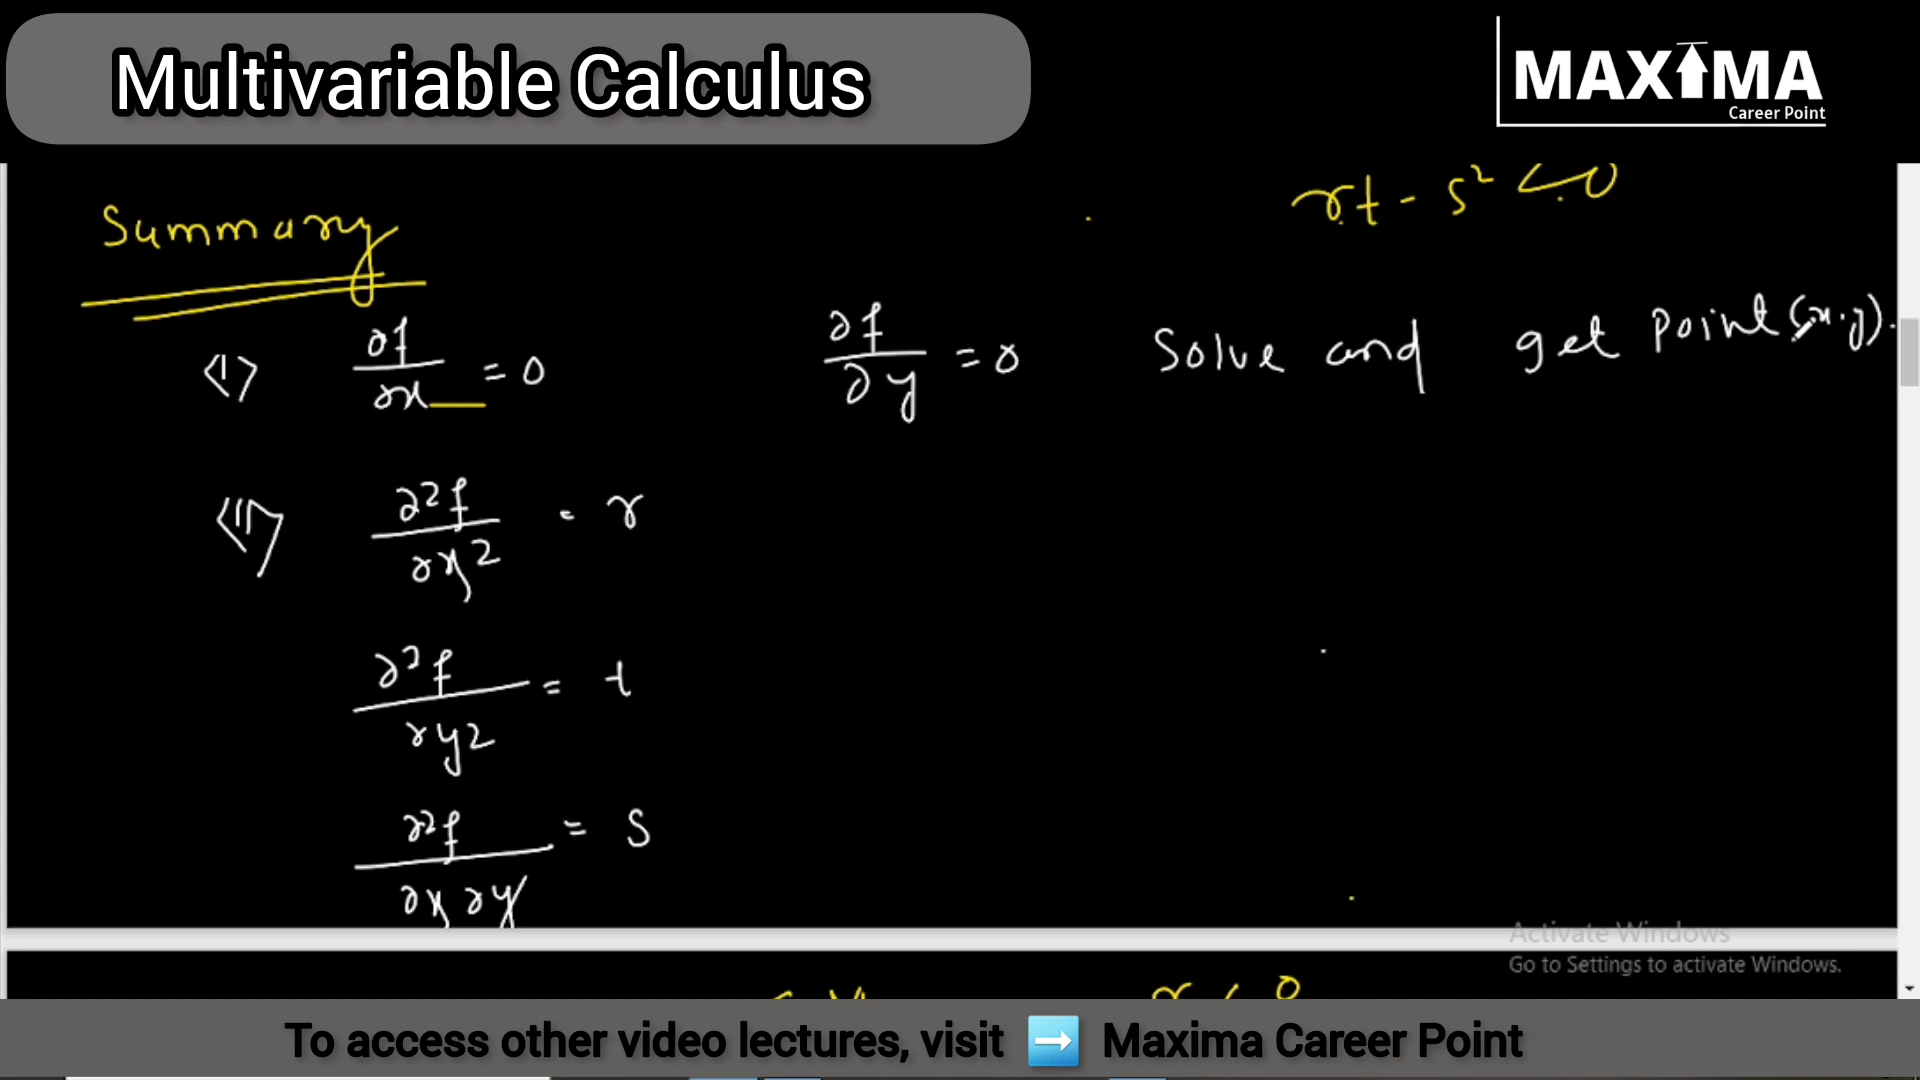 Multivariable Calculus
MAXIMA
Career Point
rt - s² < 0
Summary
<1> ∂f/∂x = 0 ∂f/∂y = 0 Solve and get point (x.y).
<11> ∂²f/∂x² = r
∂²f/∂y² = t
∂²f/∂x∂y = s
Activate Windows
Go to Settings to activate Windows.
To access other video lectures, visit ➡ Maxima Career Point